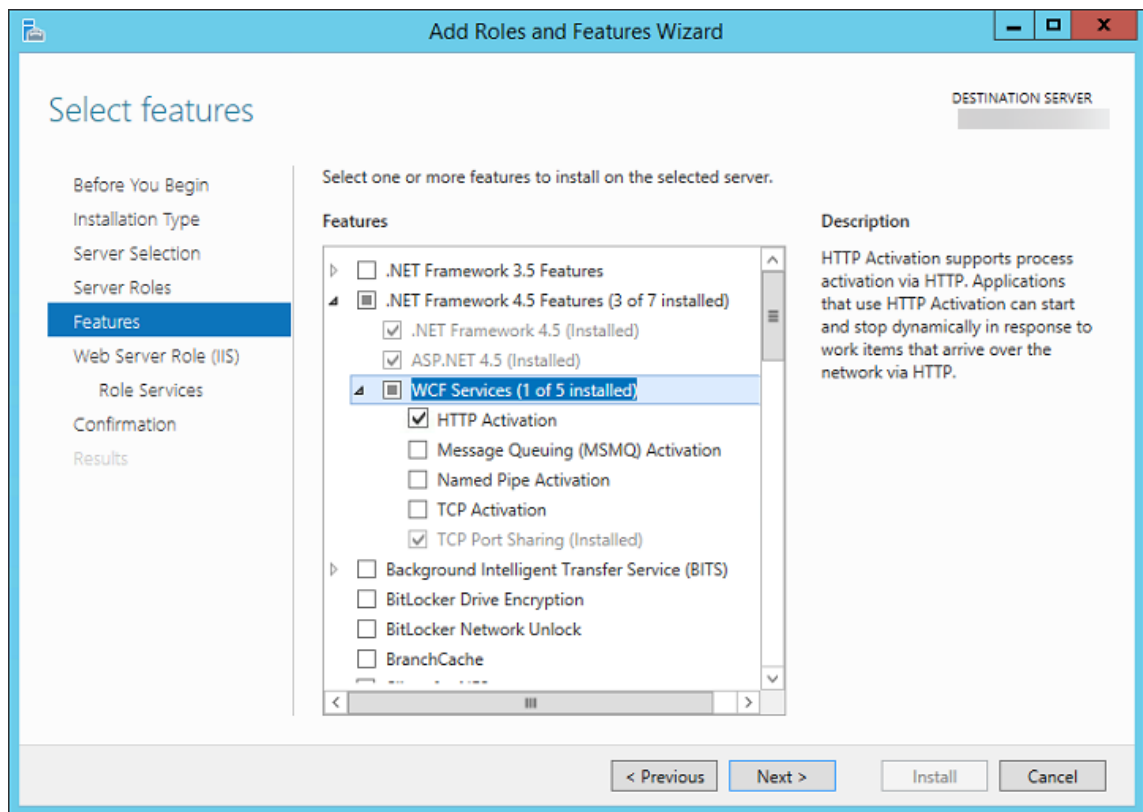 Add Roles and Features Wizard
Select features
DESTINATION SERVER
Before You Begin
Installation Type
Server Selection
Server Roles
Features
Web Server Role (IIS)
Role Services
Confirmation
Results
Select one or more features to install on the selected server.
Features
.NET Framework 3.5 Features
.NET Framework 4.5 Features (3 of 7 installed)
.NET Framework 4.5 (Installed)
ASP.NET 4.5 (Installed)
WCF Services (1 of 5 installed)
HTTP Activation
Message Queuing (MSMQ) Activation
Named Pipe Activation
TCP Activation
TCP Port Sharing (Installed)
Background Intelligent Transfer Service (BITS)
BitLocker Drive Encryption
BitLocker Network Unlock
BranchCache
Description
HTTP Activation supports process
activation via HTTP. Applications
that use HTTP Activation can start
and stop dynamically in response to
work items that arrive over the
network via HTTP.
< Previous
Next >
Install
Cancel